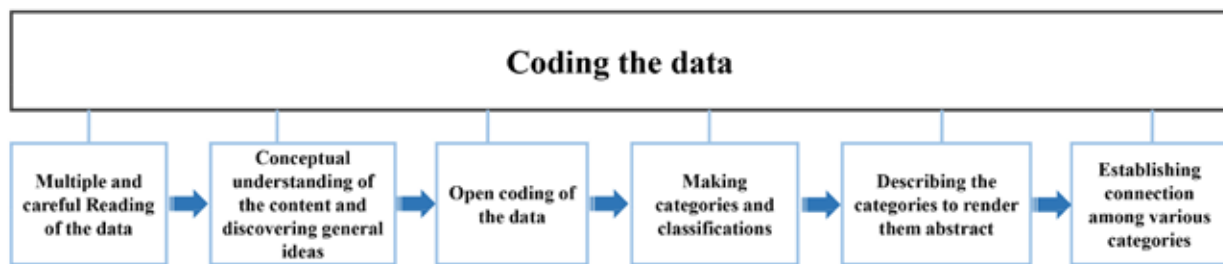 Coding the data
Multiple and
careful Reading
of the data
Conceptual
understanding of
the content and
discovering general
ideas
Open coding of
the data
Making
categories and
classifications
Describing the
categories to render
them abstract
Establishing
connection
among various
categories